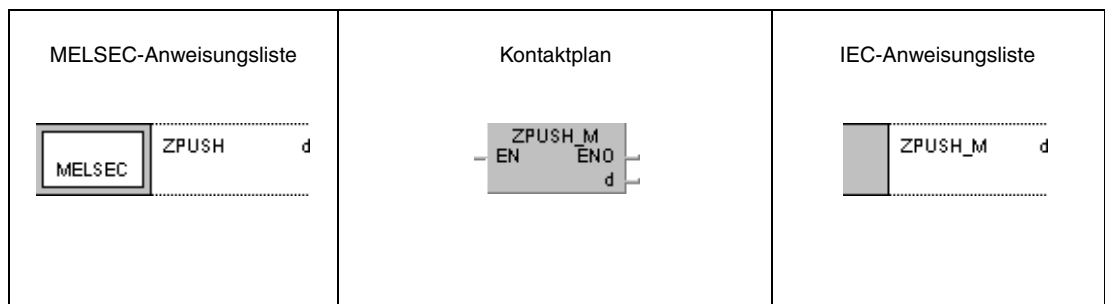 MELSEC-Anweisungsliste
MELSEC
ZPUSH d
Kontaktplan
ZPUSH_M
EN ENO
d
IEC-Anweisungsliste
ZPUSH_M d